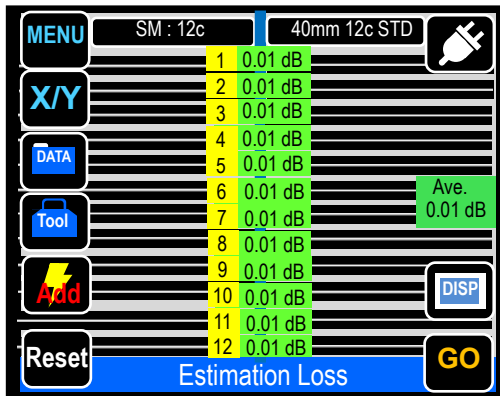 MENU
SM : 12c
40mm 12c STD
X/Y
DATA
Tool
Add
Reset
1 0.01 dB
2 0.01 dB
3 0.01 dB
4 0.01 dB
5 0.01 dB
6 0.01 dB
7 0.01 dB
8 0.01 dB
9 0.01 dB
10 0.01 dB
11 0.01 dB
12 0.01 dB
Ave.
0.01 dB
DISP
GO
Estimation Loss